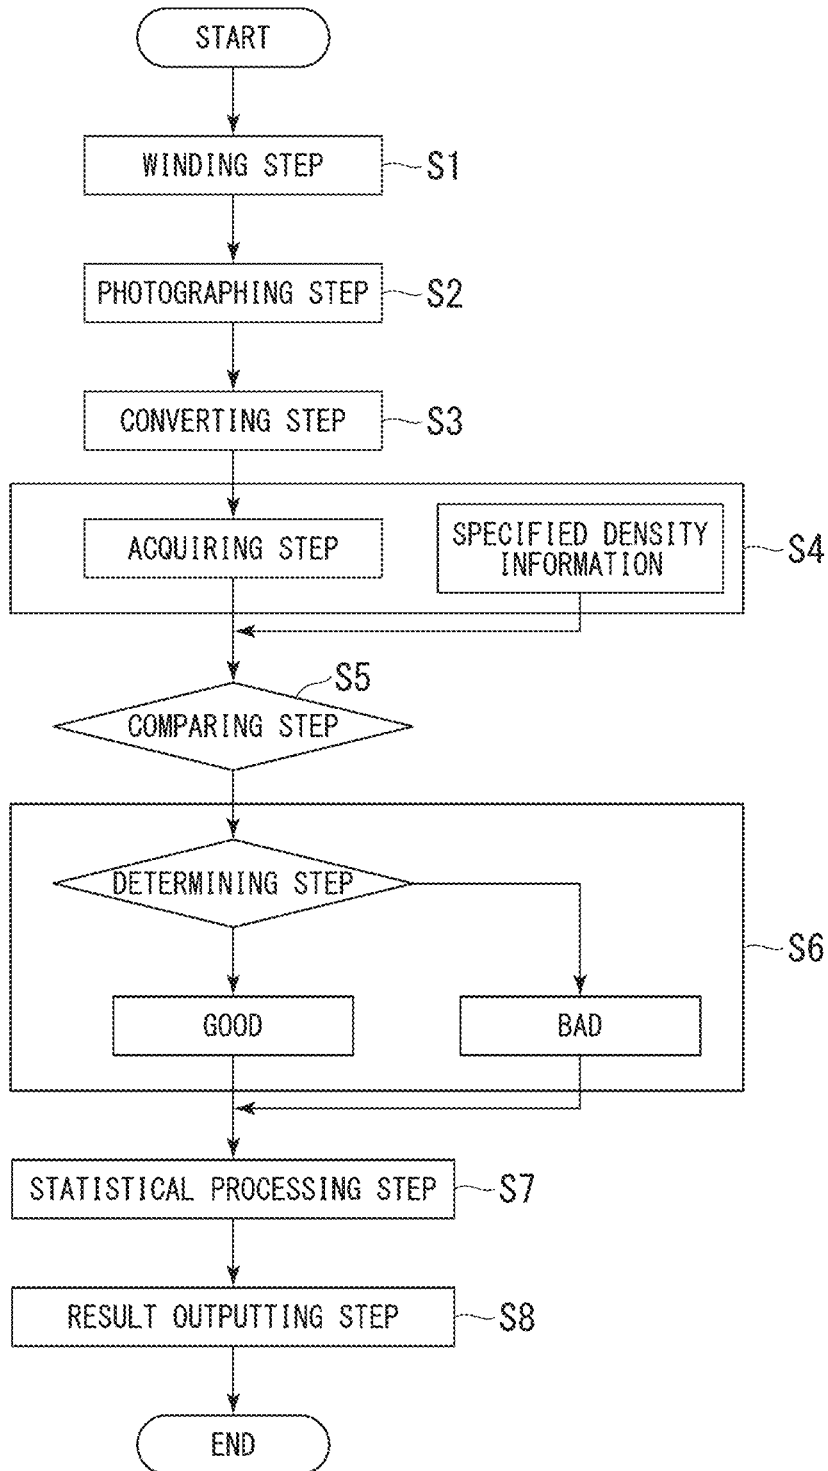 START
WINDING STEP
S1
PHOTOGRAPHING STEP
S2
CONVERTING STEP
S3
ACQUIRING STEP
SPECIFIED DENSITY
INFORMATION
S4
S5
COMPARING STEP
DETERMINING STEP
S6
GOOD
BAD
STATISTICAL PROCESSING STEP
S7
RESULT OUTPUTTING STEP
S8
END